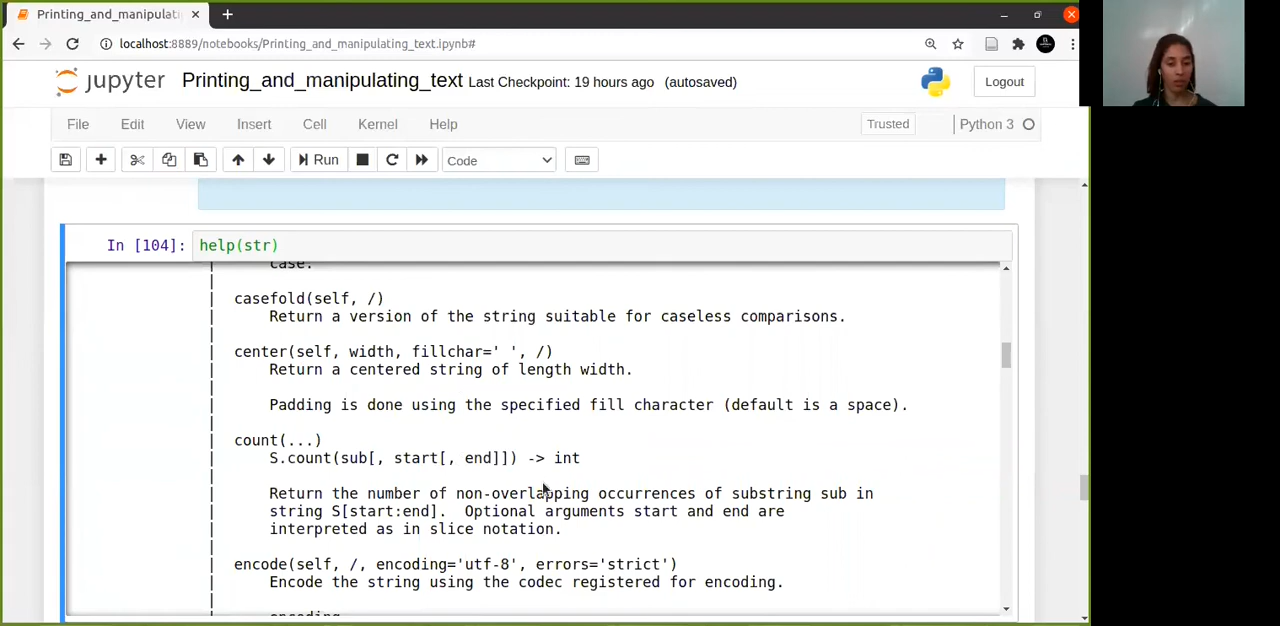 Printing_and_manipulati
localhost:8889/notebooks/Printing_and_manipulating_text.ipynb#
jupyter Printing_and_manipulating_text Last Checkpoint: 19 hours ago (autosaved)
Logout
File Edit View Insert Cell Kernel Help
Trusted
Python 3
Run
Code
In [104]: help(str)
case.
|
| casefold(self, /)
| Return a version of the string suitable for caseless comparisons.
|
| center(self, width, fillchar=' ', /)
| Return a centered string of length width.
|
| Padding is done using the specified fill character (default is a space).
|
| count(...)
| S.count(sub[, start[, end]]) -> int
|
| Return the number of non-overlapping occurrences of substring sub in
| string S[start:end]. Optional arguments start and end are
| interpreted as in slice notation.
|
| encode(self, /, encoding='utf-8', errors='strict')
| Encode the string using the codec registered for encoding.
|
| encoding